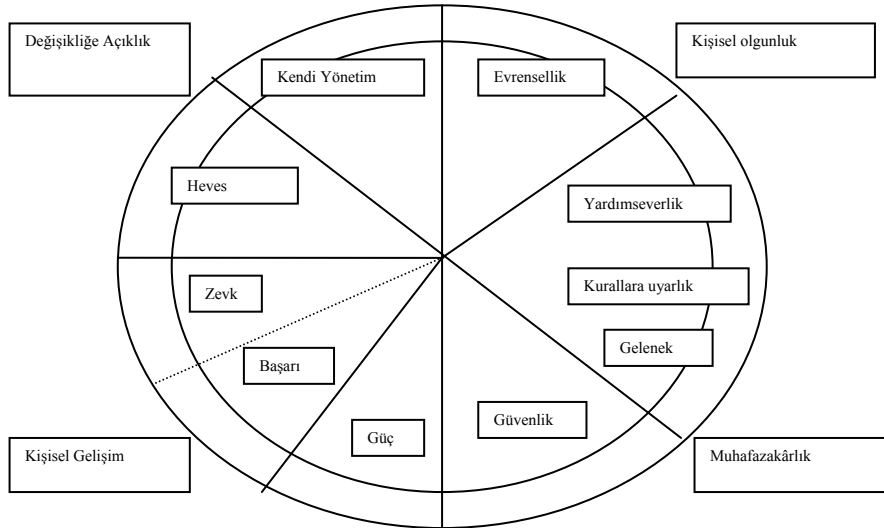 Değişikliğe Açıklık
Kişisel olgunluk
Kendi Yönetim
Evrensellik
Heves
Yardımseverlik
Zevk
Kurallara uyarlık
Gelenek
Başarı
Güç
Güvenlik
Kişisel Gelişim
Muhafazakârlık